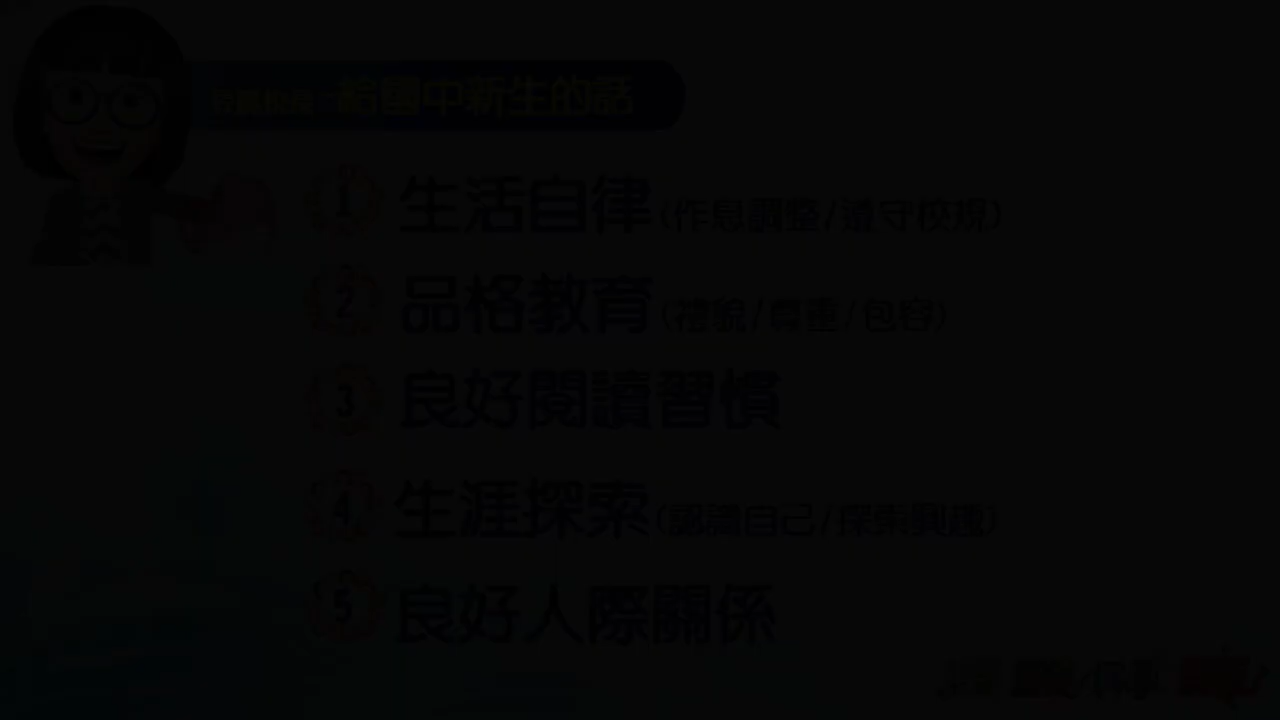 給國中新生的話
1 生活自律(作息調整/遵守校規)
2 品格教育(禮貌/尊重/包容)
3 良好閱讀習慣
4 生涯探索(認識自己/探索興趣)
5 良好人際關係